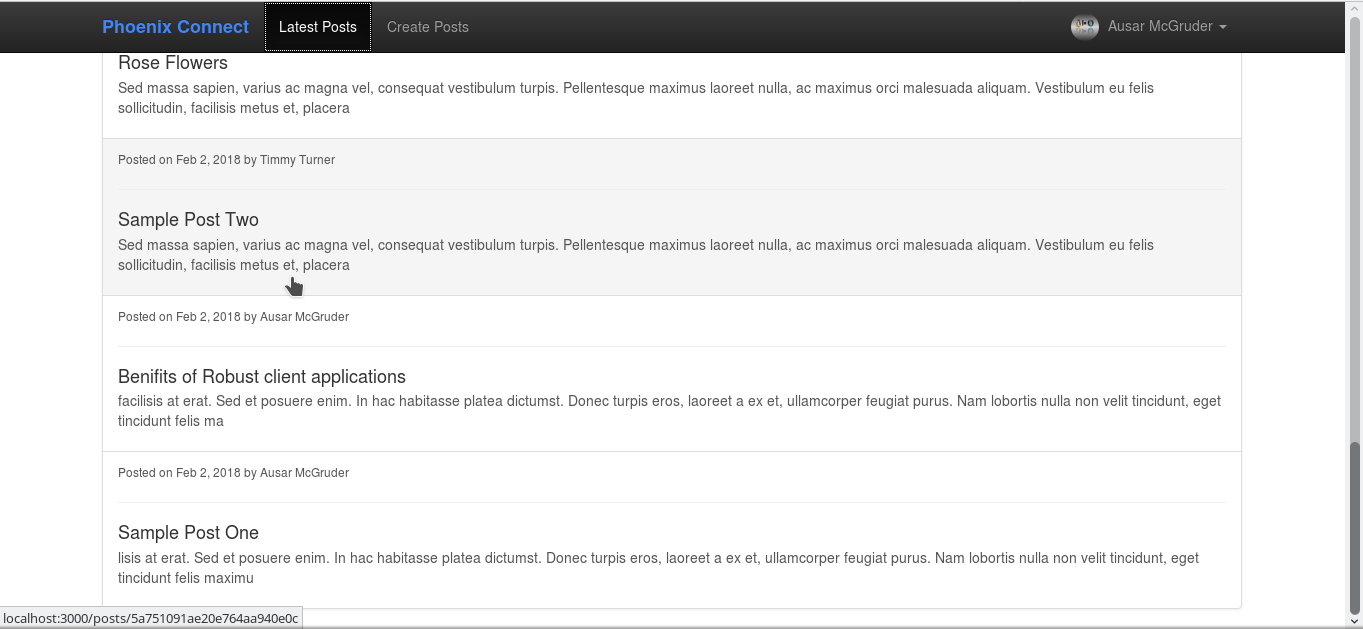 Phoenix Connect
Latest Posts
Create Posts
Ausar McGruder
Rose Flowers
Sed massa sapien, varius ac magna vel, consequat vestibulum turpis. Pellentesque maximus laoreet nulla, ac maximus orci malesuada aliquam. Vestibulum eu felis
sollicitudin, facilisis metus et, placera
Posted on Feb 2, 2018 by Timmy Turner
Sample Post Two
Sed massa sapien, varius ac magna vel, consequat vestibulum turpis. Pellentesque maximus laoreet nulla, ac maximus orci malesuada aliquam. Vestibulum eu felis
sollicitudin, facilisis metus et, placera
Posted on Feb 2, 2018 by Ausar McGruder
Benifits of Robust client applications
facilisis at erat. Sed et posuere enim. In hac habitasse platea dictumst. Donec turpis eros, laoreet a ex et, ullamcorper feugiat purus. Nam lobortis nulla non velit tincidunt, eget
tincidunt felis ma
Posted on Feb 2, 2018 by Ausar McGruder
Sample Post One
lisis at erat. Sed et posuere enim. In hac habitasse platea dictumst. Donec turpis eros, laoreet a ex et, ullamcorper feugiat purus. Nam lobortis nulla non velit tincidunt, eget
tincidunt felis maximu
localhost:3000/posts/5a751091ae20e764aa940e0c